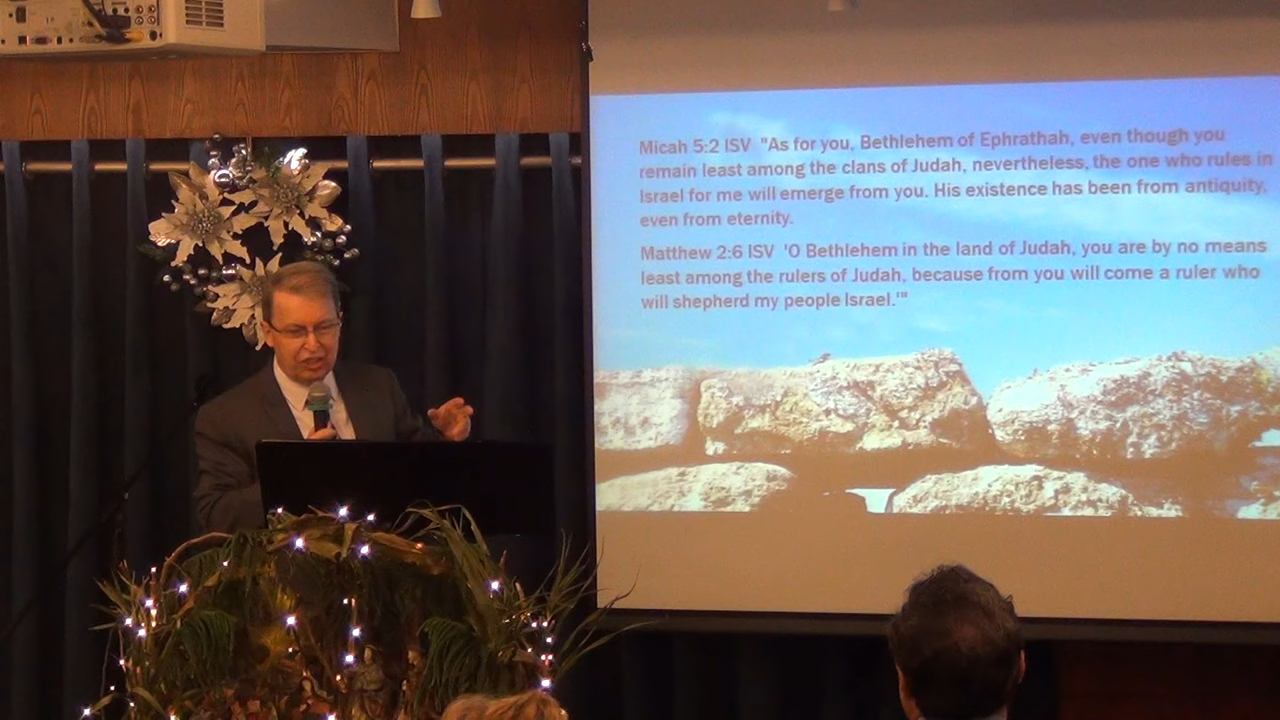 Micah 5:2 ISV "As for you, Bethlehem of Ephrathah, even though you
remain least among the clans of Judah, nevertheless, the one who rules in
Israel for me will emerge from you. His existence has been from antiquity,
even from eternity.
Matthew 2:6 ISV 'O Bethlehem in the land of Judah, you are by no means
least among the rulers of Judah, because from you will come a ruler who
will shepherd my people Israel.'"